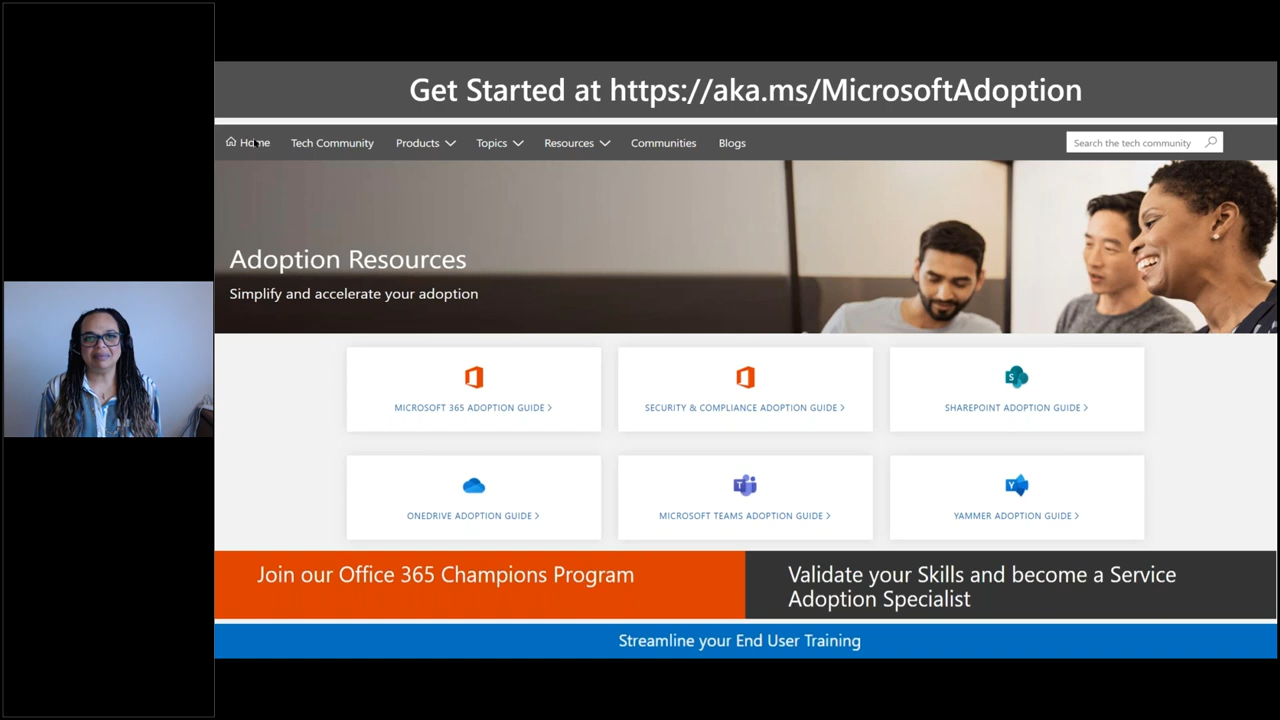 Get Started at https://aka.ms/MicrosoftAdoption
Home Tech Community Products Topics Resources Communities Blogs Search the tech community
Adoption Resources
Simplify and accelerate your adoption
MICROSOFT 365 ADOPTION GUIDE > SECURITY & COMPLIANCE ADOPTION GUIDE > SHAREPOINT ADOPTION GUIDE >
S
T
Y
ONEDRIVE ADOPTION GUIDE > MICROSOFT TEAMS ADOPTION GUIDE > YAMMER ADOPTION GUIDE >
Join our Office 365 Champions Program
Validate your Skills and become a Service
Adoption Specialist
Streamline your End User Training